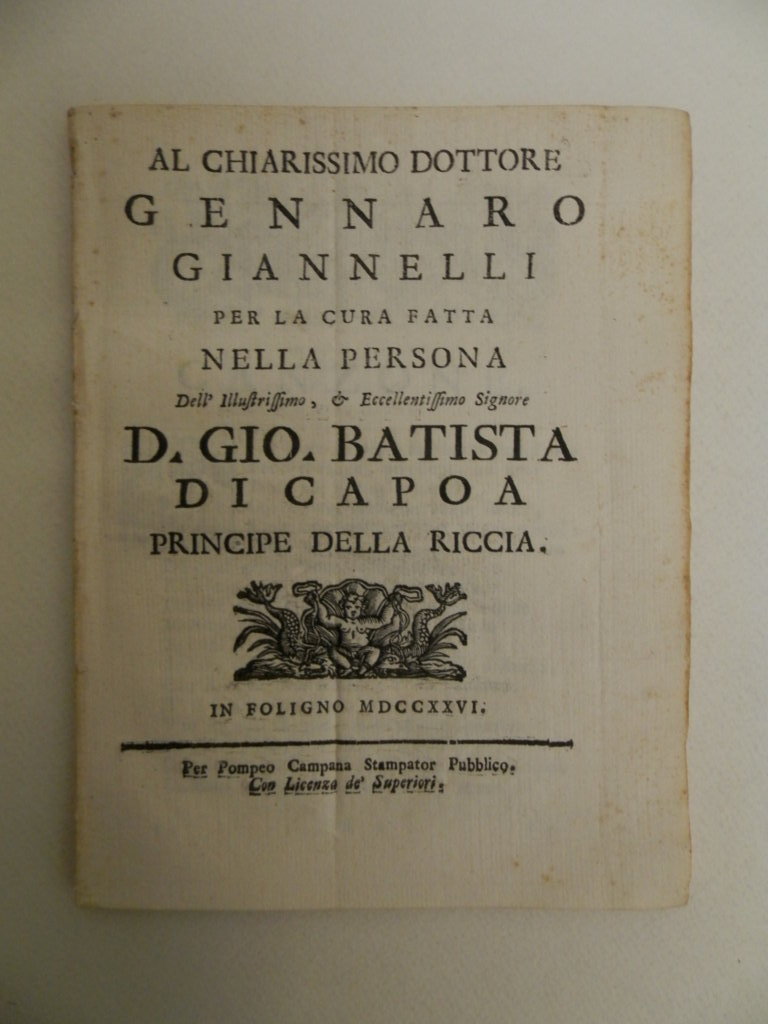 AL CHIARISSIMO DOTTORE
GENNARO
GIANNELLI
PER LA CURA FATTA
NELLA PERSONA
Dell' Illuſtriſſimo, & Eccellentiſſimo Signore
D. GIO. BATISTA
DI CAPOA
PRINCIPE DELLA RICCIA.
IN FOLIGNO MDCCXXVI.
Per Pompeo Campana Stampator Pubblico.
Con Licenza de' Superiori.